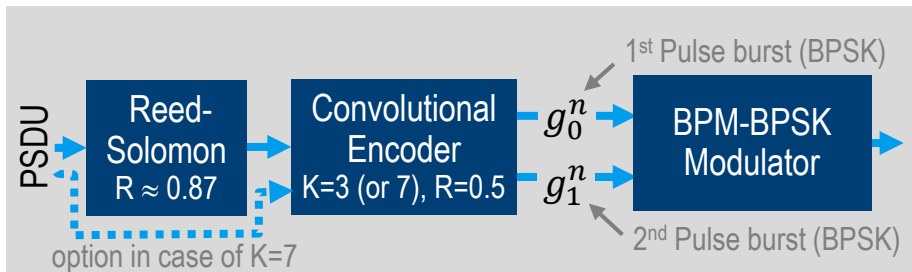 1st Pulse burst (BPSK)
PSDU
Reed-
Solomon
R ≈ 0.87
Convolutional
Encoder
K=3 (or 7), R=0.5
g₀ⁿ
g₁ⁿ
BPM-BPSK
Modulator
option in case of K=7
2nd Pulse burst (BPSK)